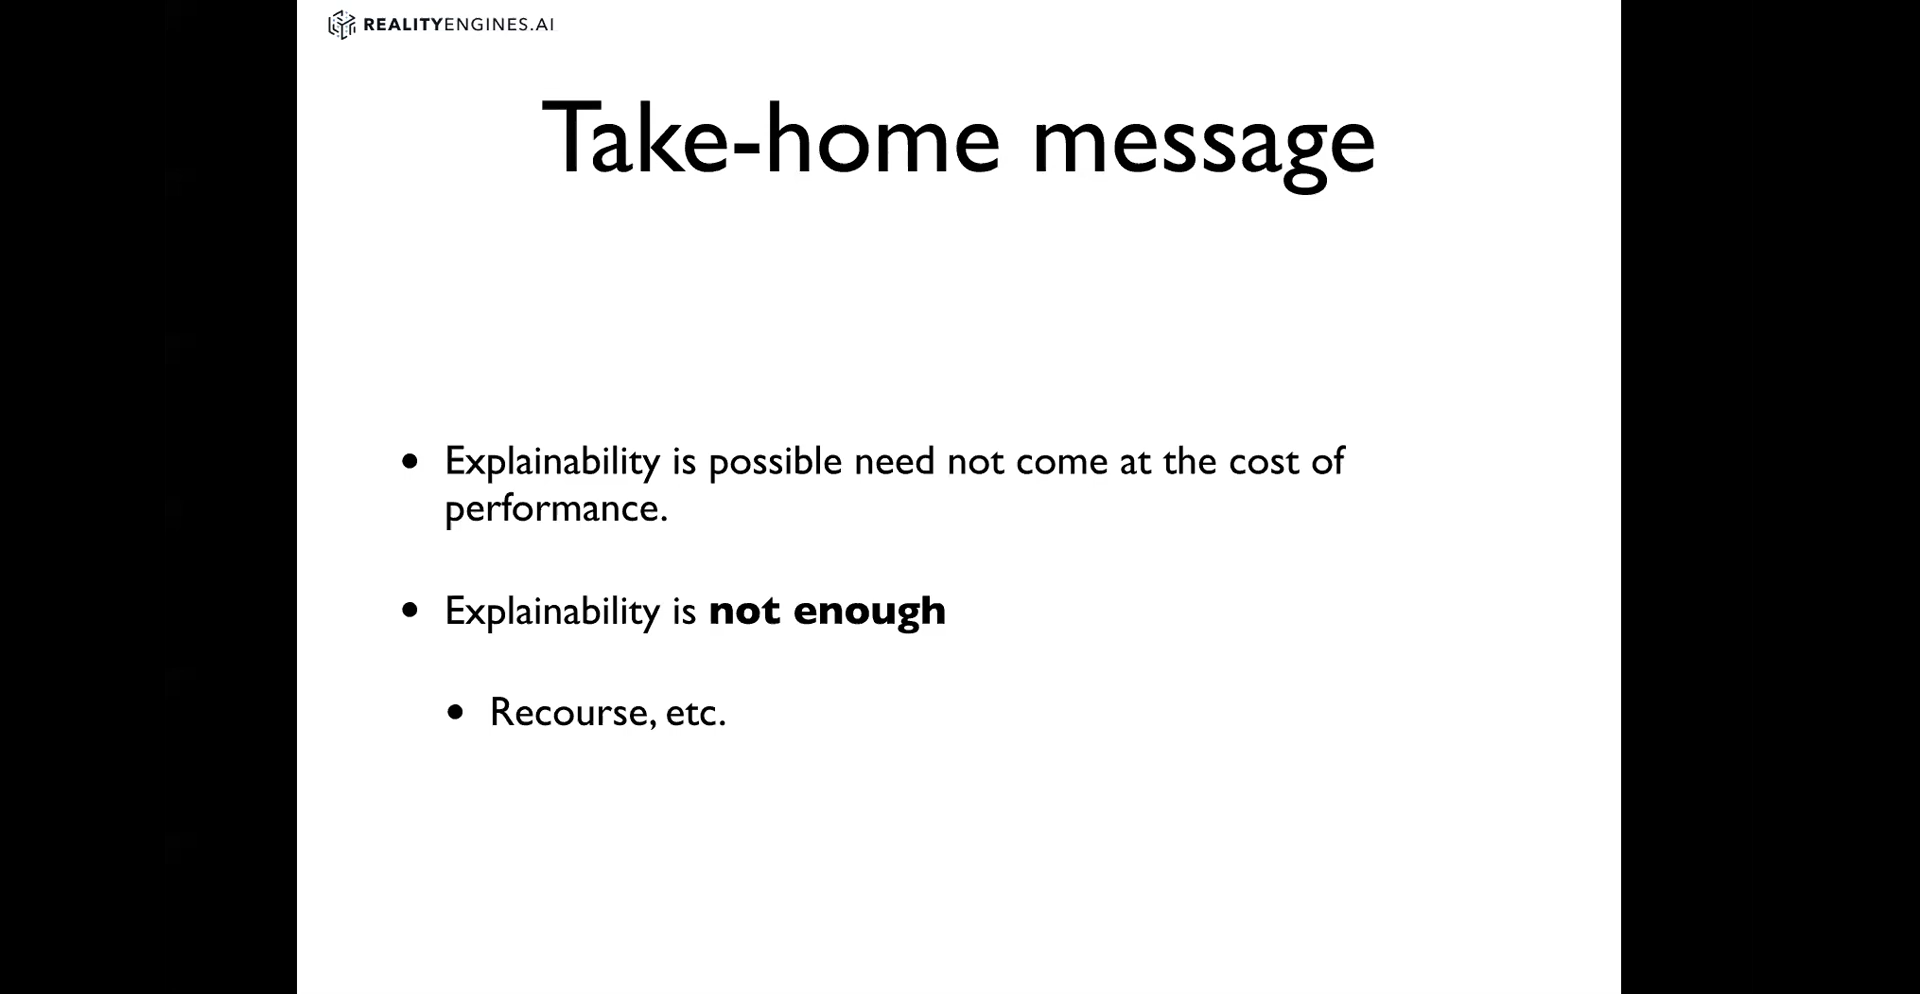 REALITYENGINES.AI
Take-home message
• Explainability is possible need not come at the cost of
performance.
• Explainability is not enough
• Recourse, etc.